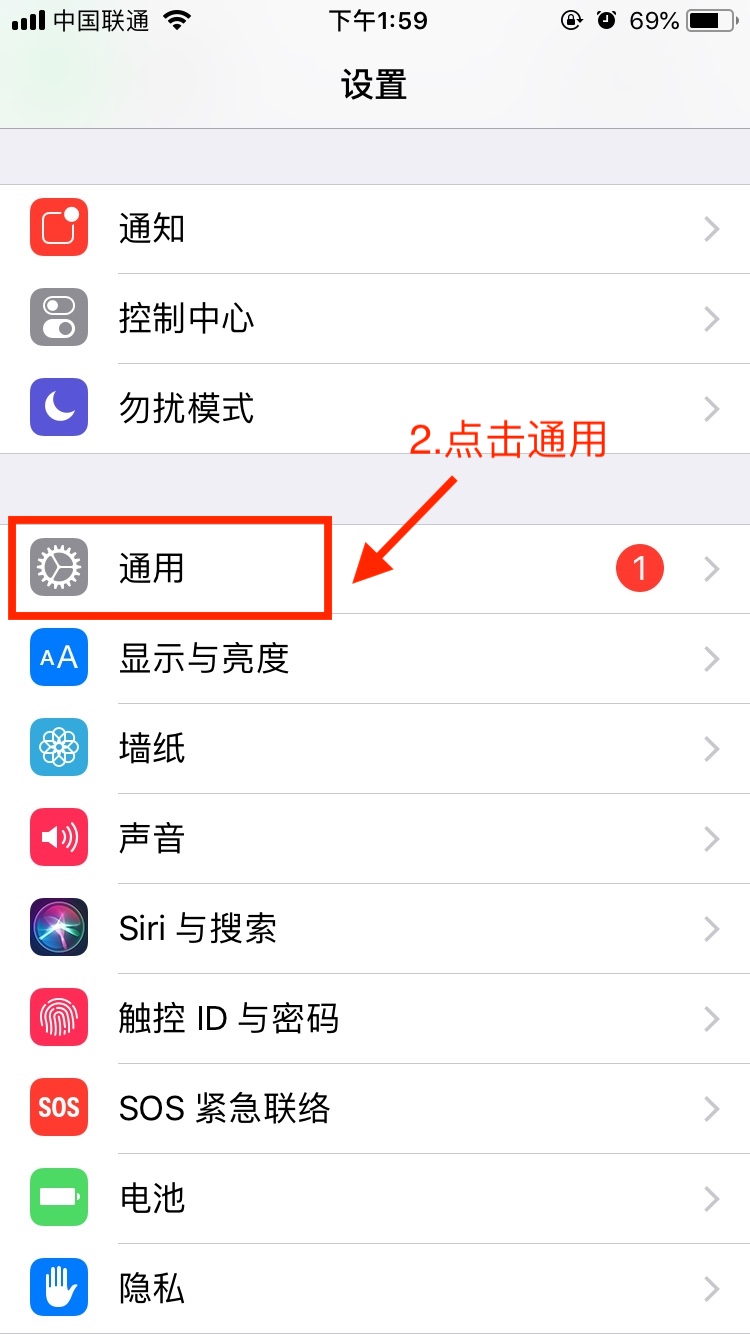 中国联通 下午1:59 69%
设置
通知
控制中心
勿扰模式
2.点击通用
通用 1
AA 显示与亮度
墙纸
声音
Siri 与搜索
触控 ID 与密码
SOS SOS 紧急联络
电池
隐私